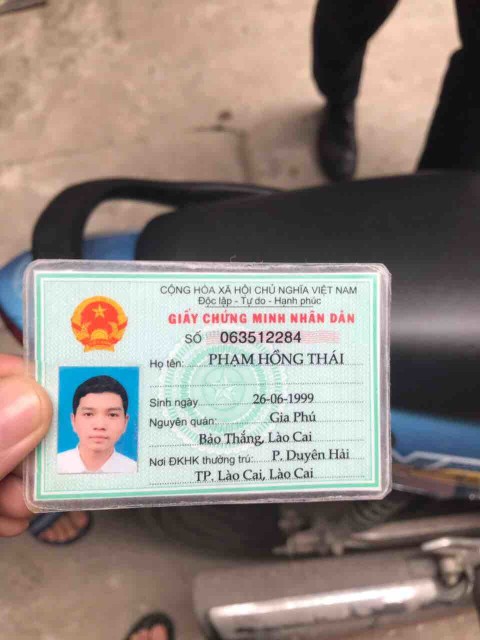 CỘNG HÒA XÃ HỘI CHỦ NGHĨA VIỆT NAM
Độc lập - Tự do - Hạnh phúc
GIẤY CHỨNG MINH NHÂN DÂN
SỐ 063512284
Họ tên: PHẠM HỒNG THÁI
Sinh ngày 26-06-1999
Nguyên quán: Gia Phú
Bảo Thắng, Lào Cai
Nơi ĐKHK thường trú: P. Duyên Hải
TP. Lào Cai, Lào Cai